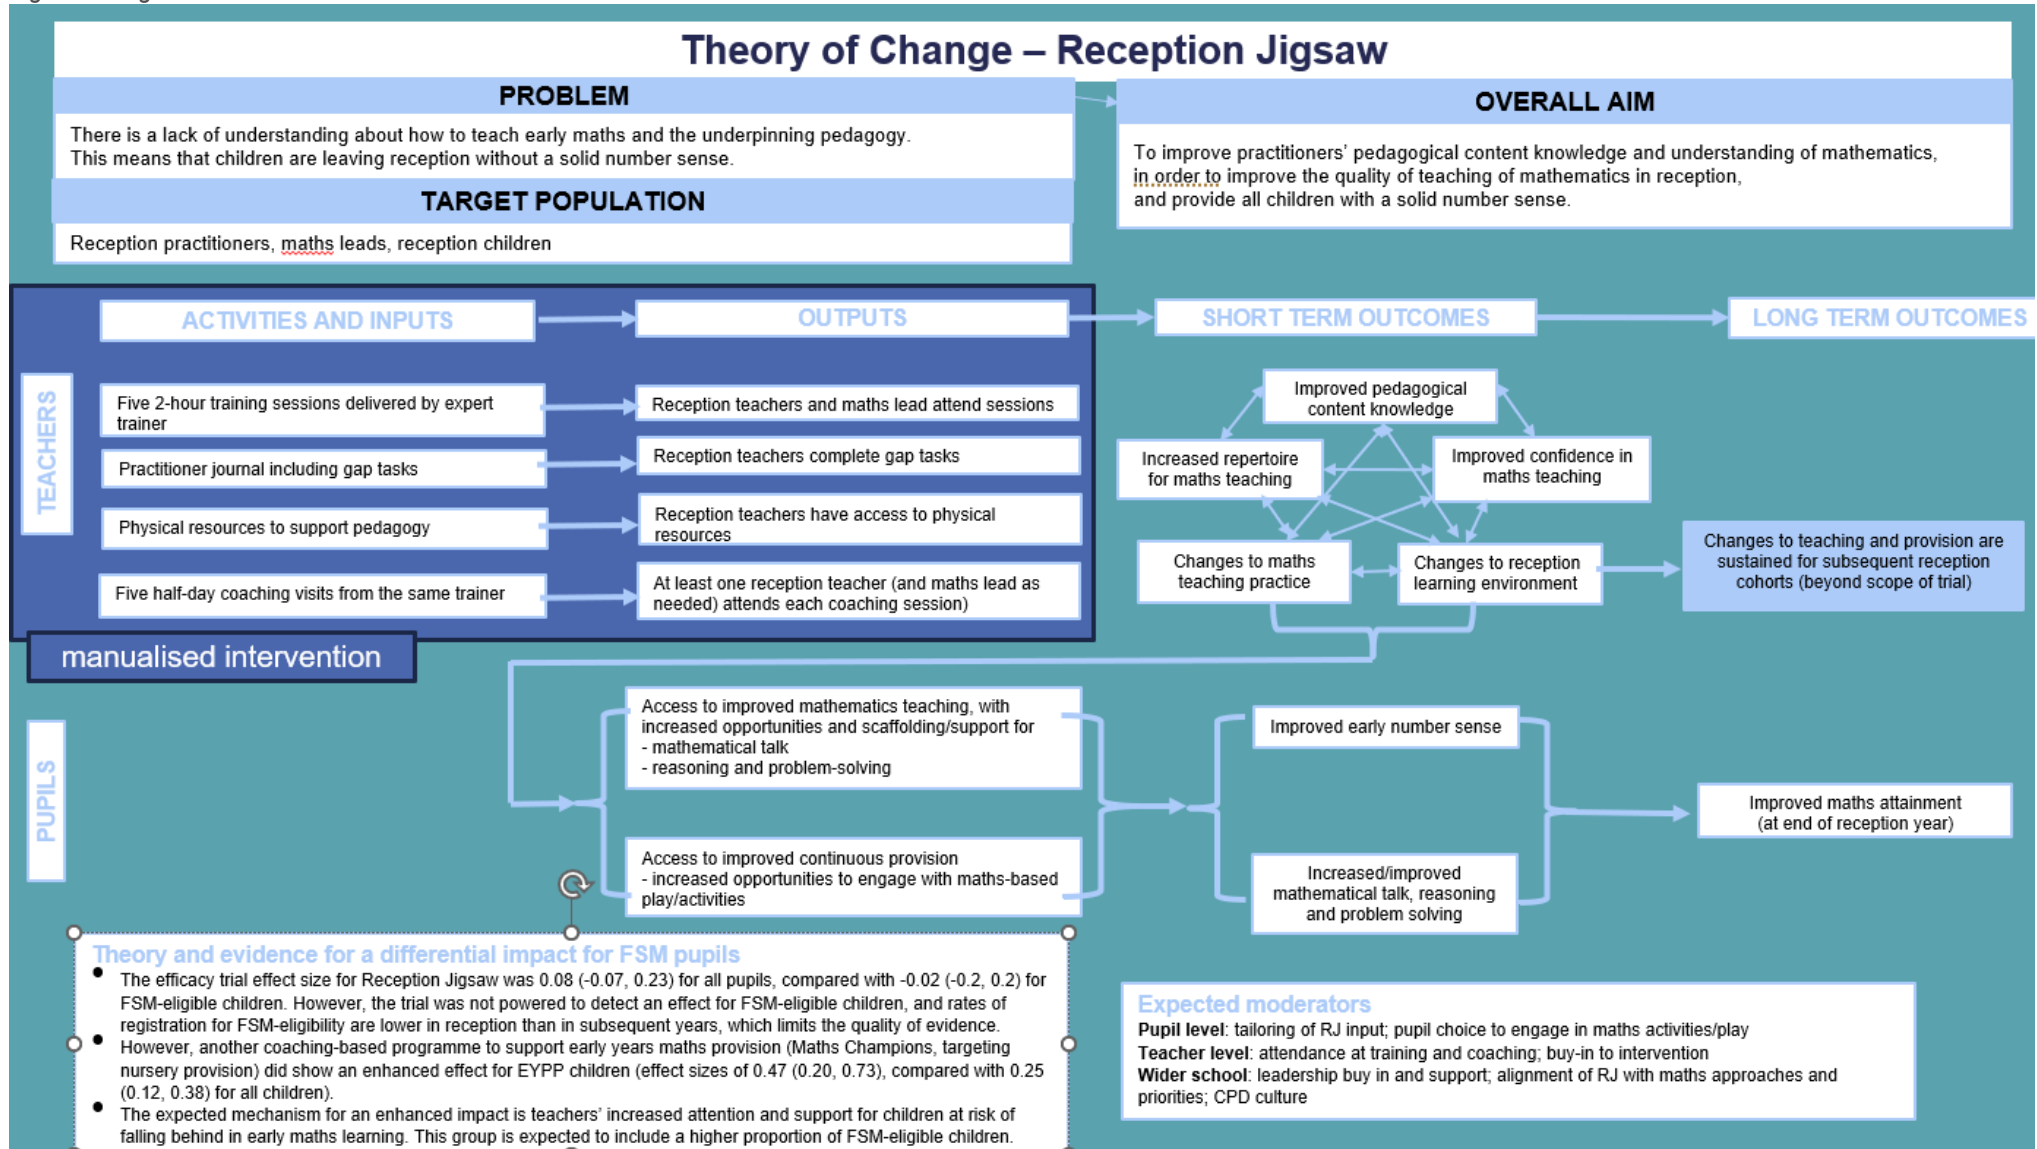 Theory of Change – Reception Jigsaw
PROBLEM
There is a lack of understanding about how to teach early maths and the underpinning pedagogy.
This means that children are leaving reception without a solid number sense.
TARGET POPULATION
Reception practitioners, maths leads, reception children
OVERALL AIM
To improve practitioners' pedagogical content knowledge and understanding of mathematics,
in order to improve the quality of teaching of mathematics in reception,
and provide all children with a solid number sense.
ACTIVITIES AND INPUTS
OUTPUTS
SHORT TERM OUTCOMES
LONG TERM OUTCOMES
TEACHERS
Five 2-hour training sessions delivered by expert
trainer
Practitioner journal including gap tasks
Physical resources to support pedagogy
Five half-day coaching visits from the same trainer
Reception teachers and maths lead attend sessions
Reception teachers complete gap tasks
Reception teachers have access to physical
resources
At least one reception teacher (and maths lead as
needed) attends each coaching session)
manualised intervention
Improved pedagogical
content knowledge
Increased repertoire
for maths teaching
Improved confidence in
maths teaching
Changes to maths
teaching practice
Changes to reception
learning environment
Changes to teaching and provision are
sustained for subsequent reception
cohorts (beyond scope of trial)
PUPILS
Access to improved mathematics teaching, with
increased opportunities and scaffolding/support for
- mathematical talk
- reasoning and problem-solving
Access to improved continuous provision
- increased opportunities to engage with maths-based
play/activities
Improved early number sense
Increased/improved
mathematical talk, reasoning
and problem solving
Improved maths attainment
(at end of reception year)
Theory and evidence for a differential impact for FSM pupils
• The efficacy trial effect size for Reception Jigsaw was 0.08 (-0.07, 0.23) for all pupils, compared with -0.02 (-0.2, 0.2) for
FSM-eligible children. However, the trial was not powered to detect an effect for FSM-eligible children, and rates of
registration for FSM-eligibility are lower in reception than in subsequent years, which limits the quality of evidence.
• However, another coaching-based programme to support early years maths provision (Maths Champions, targeting
nursery provision) did show an enhanced effect for EYPP children (effect sizes of 0.47 (0.20, 0.73), compared with 0.25
(0.12, 0.38) for all children).
• The expected mechanism for an enhanced impact is teachers' increased attention and support for children at risk of
falling behind in early maths learning. This group is expected to include a higher proportion of FSM-eligible children.
Expected moderators
Pupil level: tailoring of RJ input; pupil choice to engage in maths activities/play
Teacher level: attendance at training and coaching; buy-in to intervention
Wider school: leadership buy in and support; alignment of RJ with maths approaches and
priorities; CPD culture